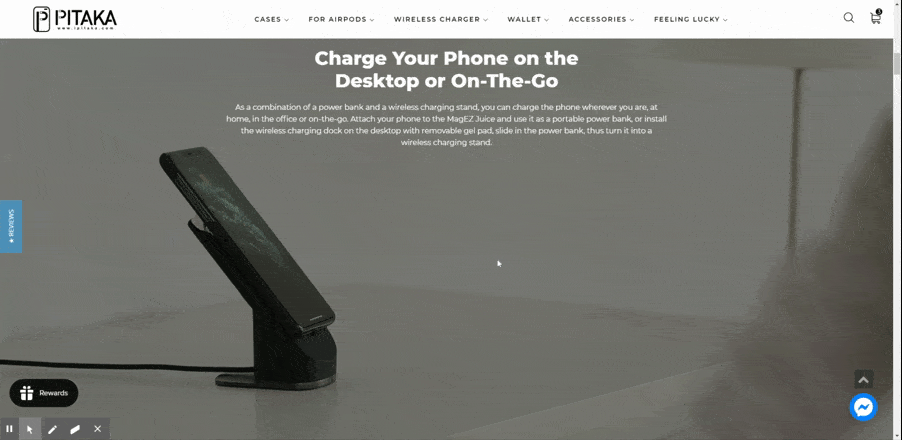 PITAKA
www.ipitaka.com
CASES
FOR AIRPODS
WIRELESS CHARGER
WALLET
ACCESSORIES
FEELING LUCKY
Charge Your Phone on the
Desktop or On-The-Go
As a combination of a power bank and a wireless charging stand, you can charge the phone wherever you are, at
home, in the office or on-the-go. Attach your phone to the MagEZ Juice and use it as a portable power bank, or install
the wireless charging dock on the desktop with removable gel pad, slide in the power bank, thus turn it into a
wireless charging stand.
★ REVIEWS
Rewards